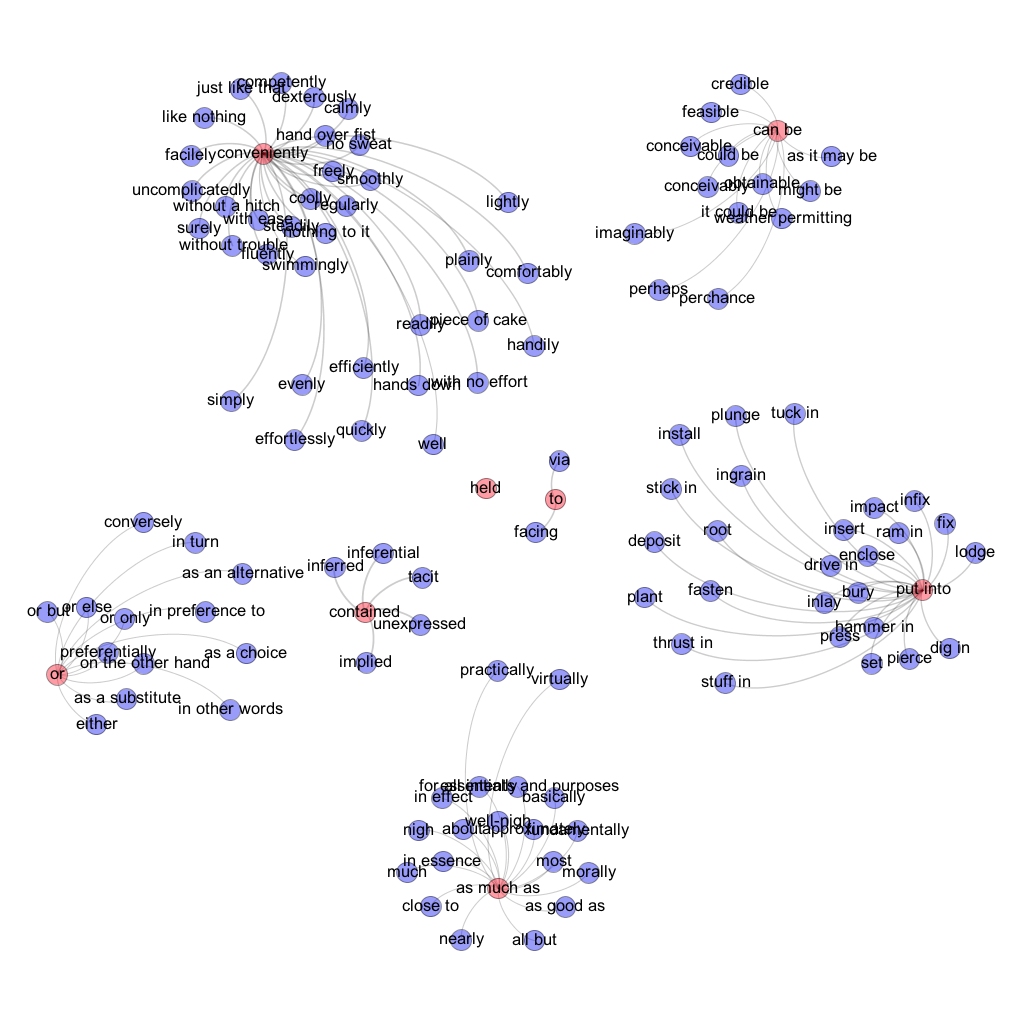 just like that
competently
dexterously
calmly
like nothing
hand over fist
no sweat
facilely
conveniently
freely
smoothly
uncomplicatedly
without a hitch
coolly
regularly
lightly
surely
with ease
steadily
nothing to it
without trouble
fluently
swimmingly
plainly
comfortably
readily
piece of cake
handily
efficiently
evenly
hands down
with no effort
simply
effortlessly
quickly
well
credible
feasible
can be
conceivable
could be
as it may be
conceivably
obtainable
might be
it could be
weather permitting
imaginably
perhaps
perchance
via
held
to
facing
plunge
tuck in
install
stick in
ingrain
impact
infix
deposit
root
insert
ram in
fix
enclose
lodge
drive in
plant
fasten
inlay
bury
put into
thrust in
press
hammer in
set
pierce
dig in
stuff in
conversely
in turn
as an alternative
or but
or else
or only
in preference to
preferentially
on the other hand
as a choice
or
as a substitute
in other words
either
inferential
inferred
tacit
contained
unexpressed
implied
practically
virtually
for all intents and purposes
essentially
in effect
basically
well-nigh
nigh
about
approximately
fundamentally
in essence
most
much
morally
as much as
close to
as good as
nearly
all but